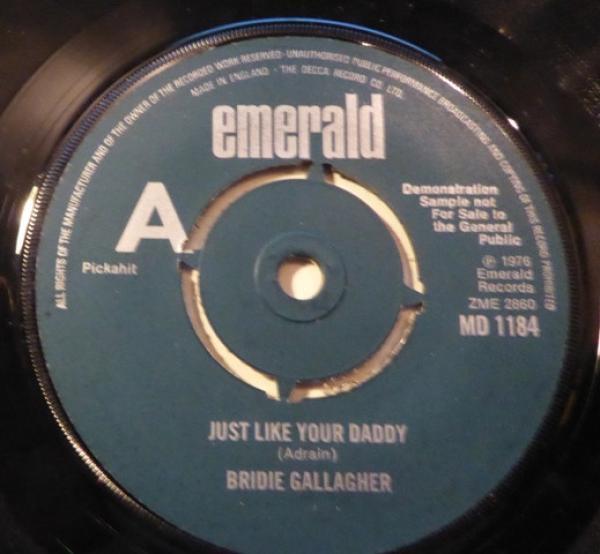 ALL RIGHTS OF THE MANUFACTURER AND OF THE OWNER OF THE RECORDED WORK RESERVED · UNAUTHORISED PUBLIC PERFORMANCE BROADCASTING AND COPYING OF THIS RECORD PROHIBITED
MADE IN ENGLAND · THE DECCA RECORD CO. LTD.
emerald
A
Pickahit
Demonstration
Sample not
For Sale to
the General
Public
℗ 1976
Emerald
Records
ZME 2860
MD 1184
JUST LIKE YOUR DADDY
(Adrain)
BRIDIE GALLAGHER